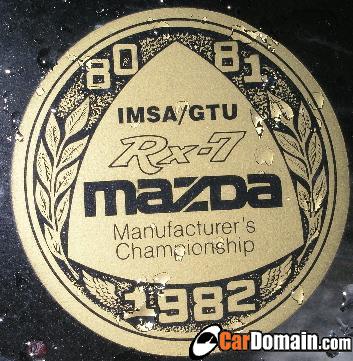 80 81
IMSA/GTU
Rx-7
mazda
Manufacturer's
Championship
1982
CarDomain.com